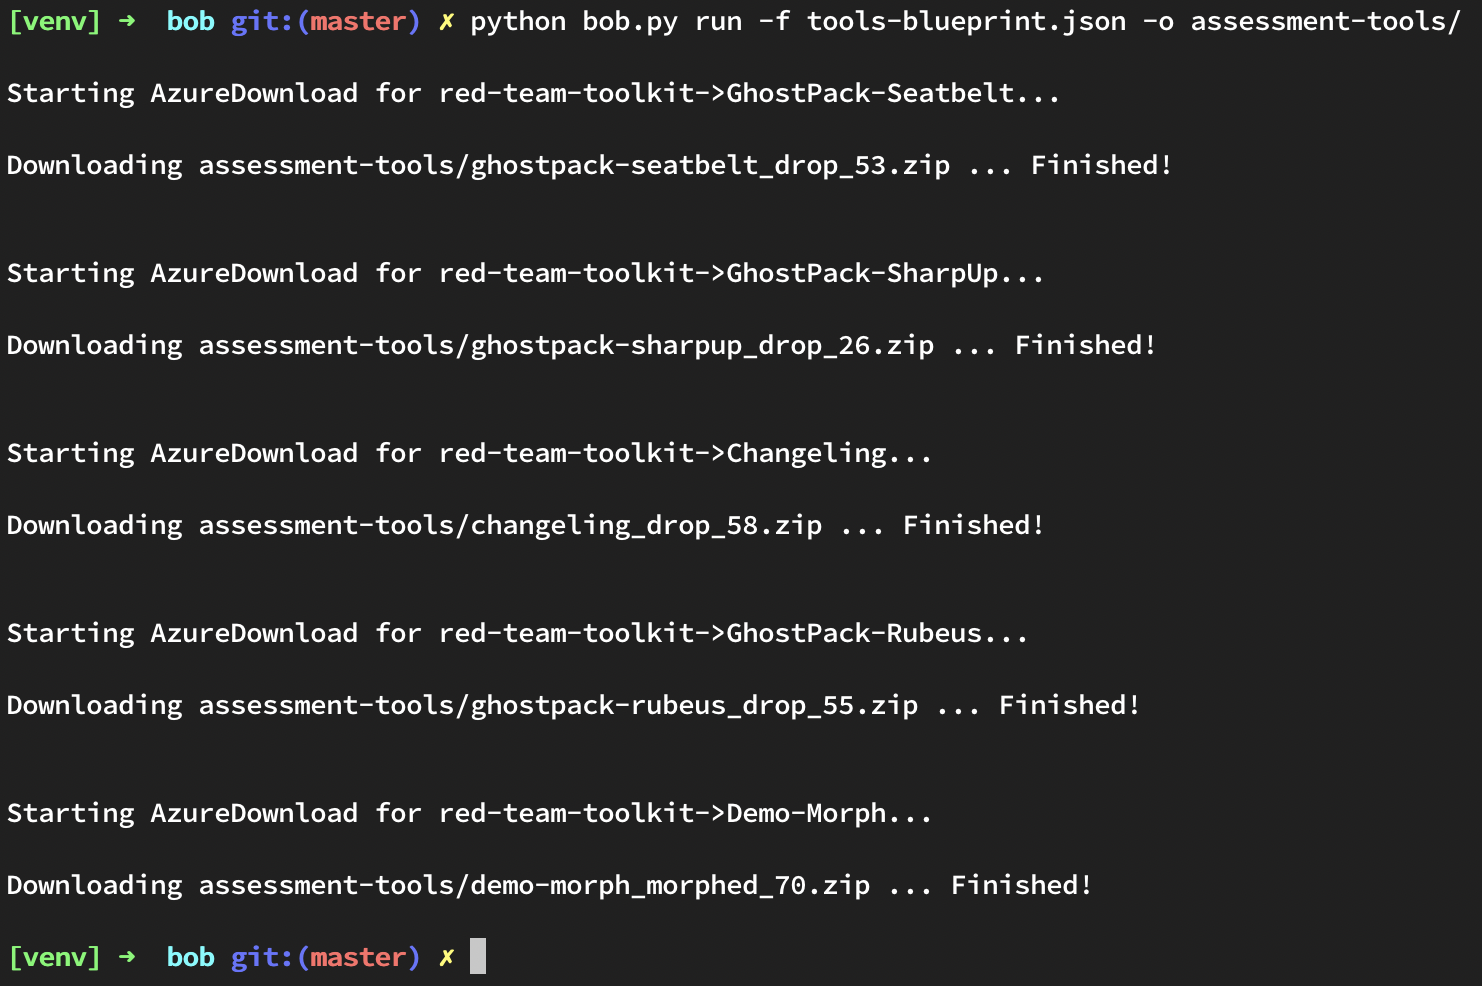 [venv] ➜  bob git:(master) ✗ python bob.py run -f tools-blueprint.json -o assessment-tools/
Starting AzureDownload for red-team-toolkit->GhostPack-Seatbelt...
Downloading assessment-tools/ghostpack-seatbelt_drop_53.zip ... Finished!
Starting AzureDownload for red-team-toolkit->GhostPack-SharpUp...
Downloading assessment-tools/ghostpack-sharpup_drop_26.zip ... Finished!
Starting AzureDownload for red-team-toolkit->Changeling...
Downloading assessment-tools/changeling_drop_58.zip ... Finished!
Starting AzureDownload for red-team-toolkit->GhostPack-Rubeus...
Downloading assessment-tools/ghostpack-rubeus_drop_55.zip ... Finished!
Starting AzureDownload for red-team-toolkit->Demo-Morph...
Downloading assessment-tools/demo-morph_morphed_70.zip ... Finished!
[venv] ➜  bob git:(master) ✗